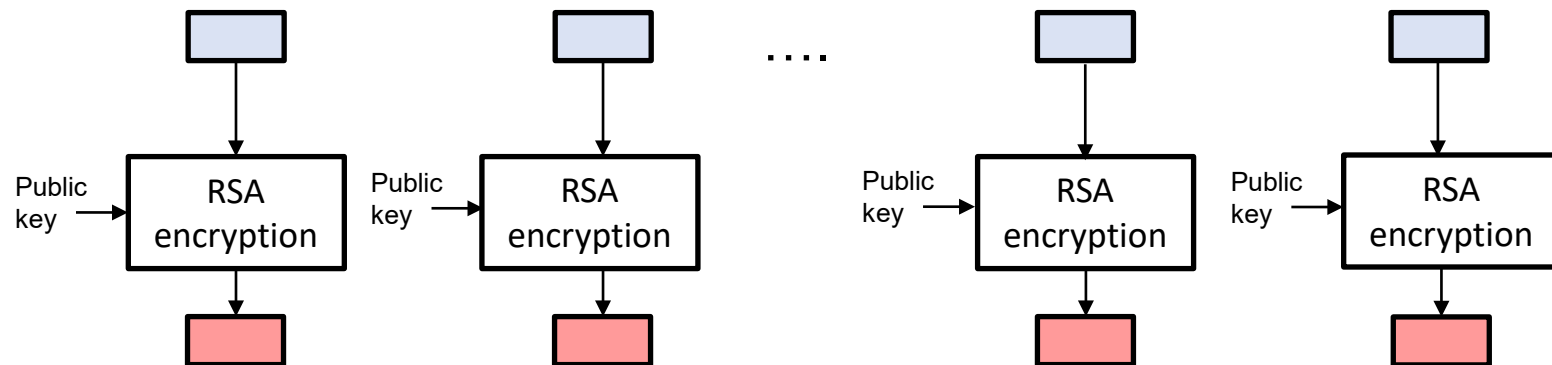 ....
Public
key
RSA
encryption
Public
key
RSA
encryption
Public
key
RSA
encryption
Public
key
RSA
encryption